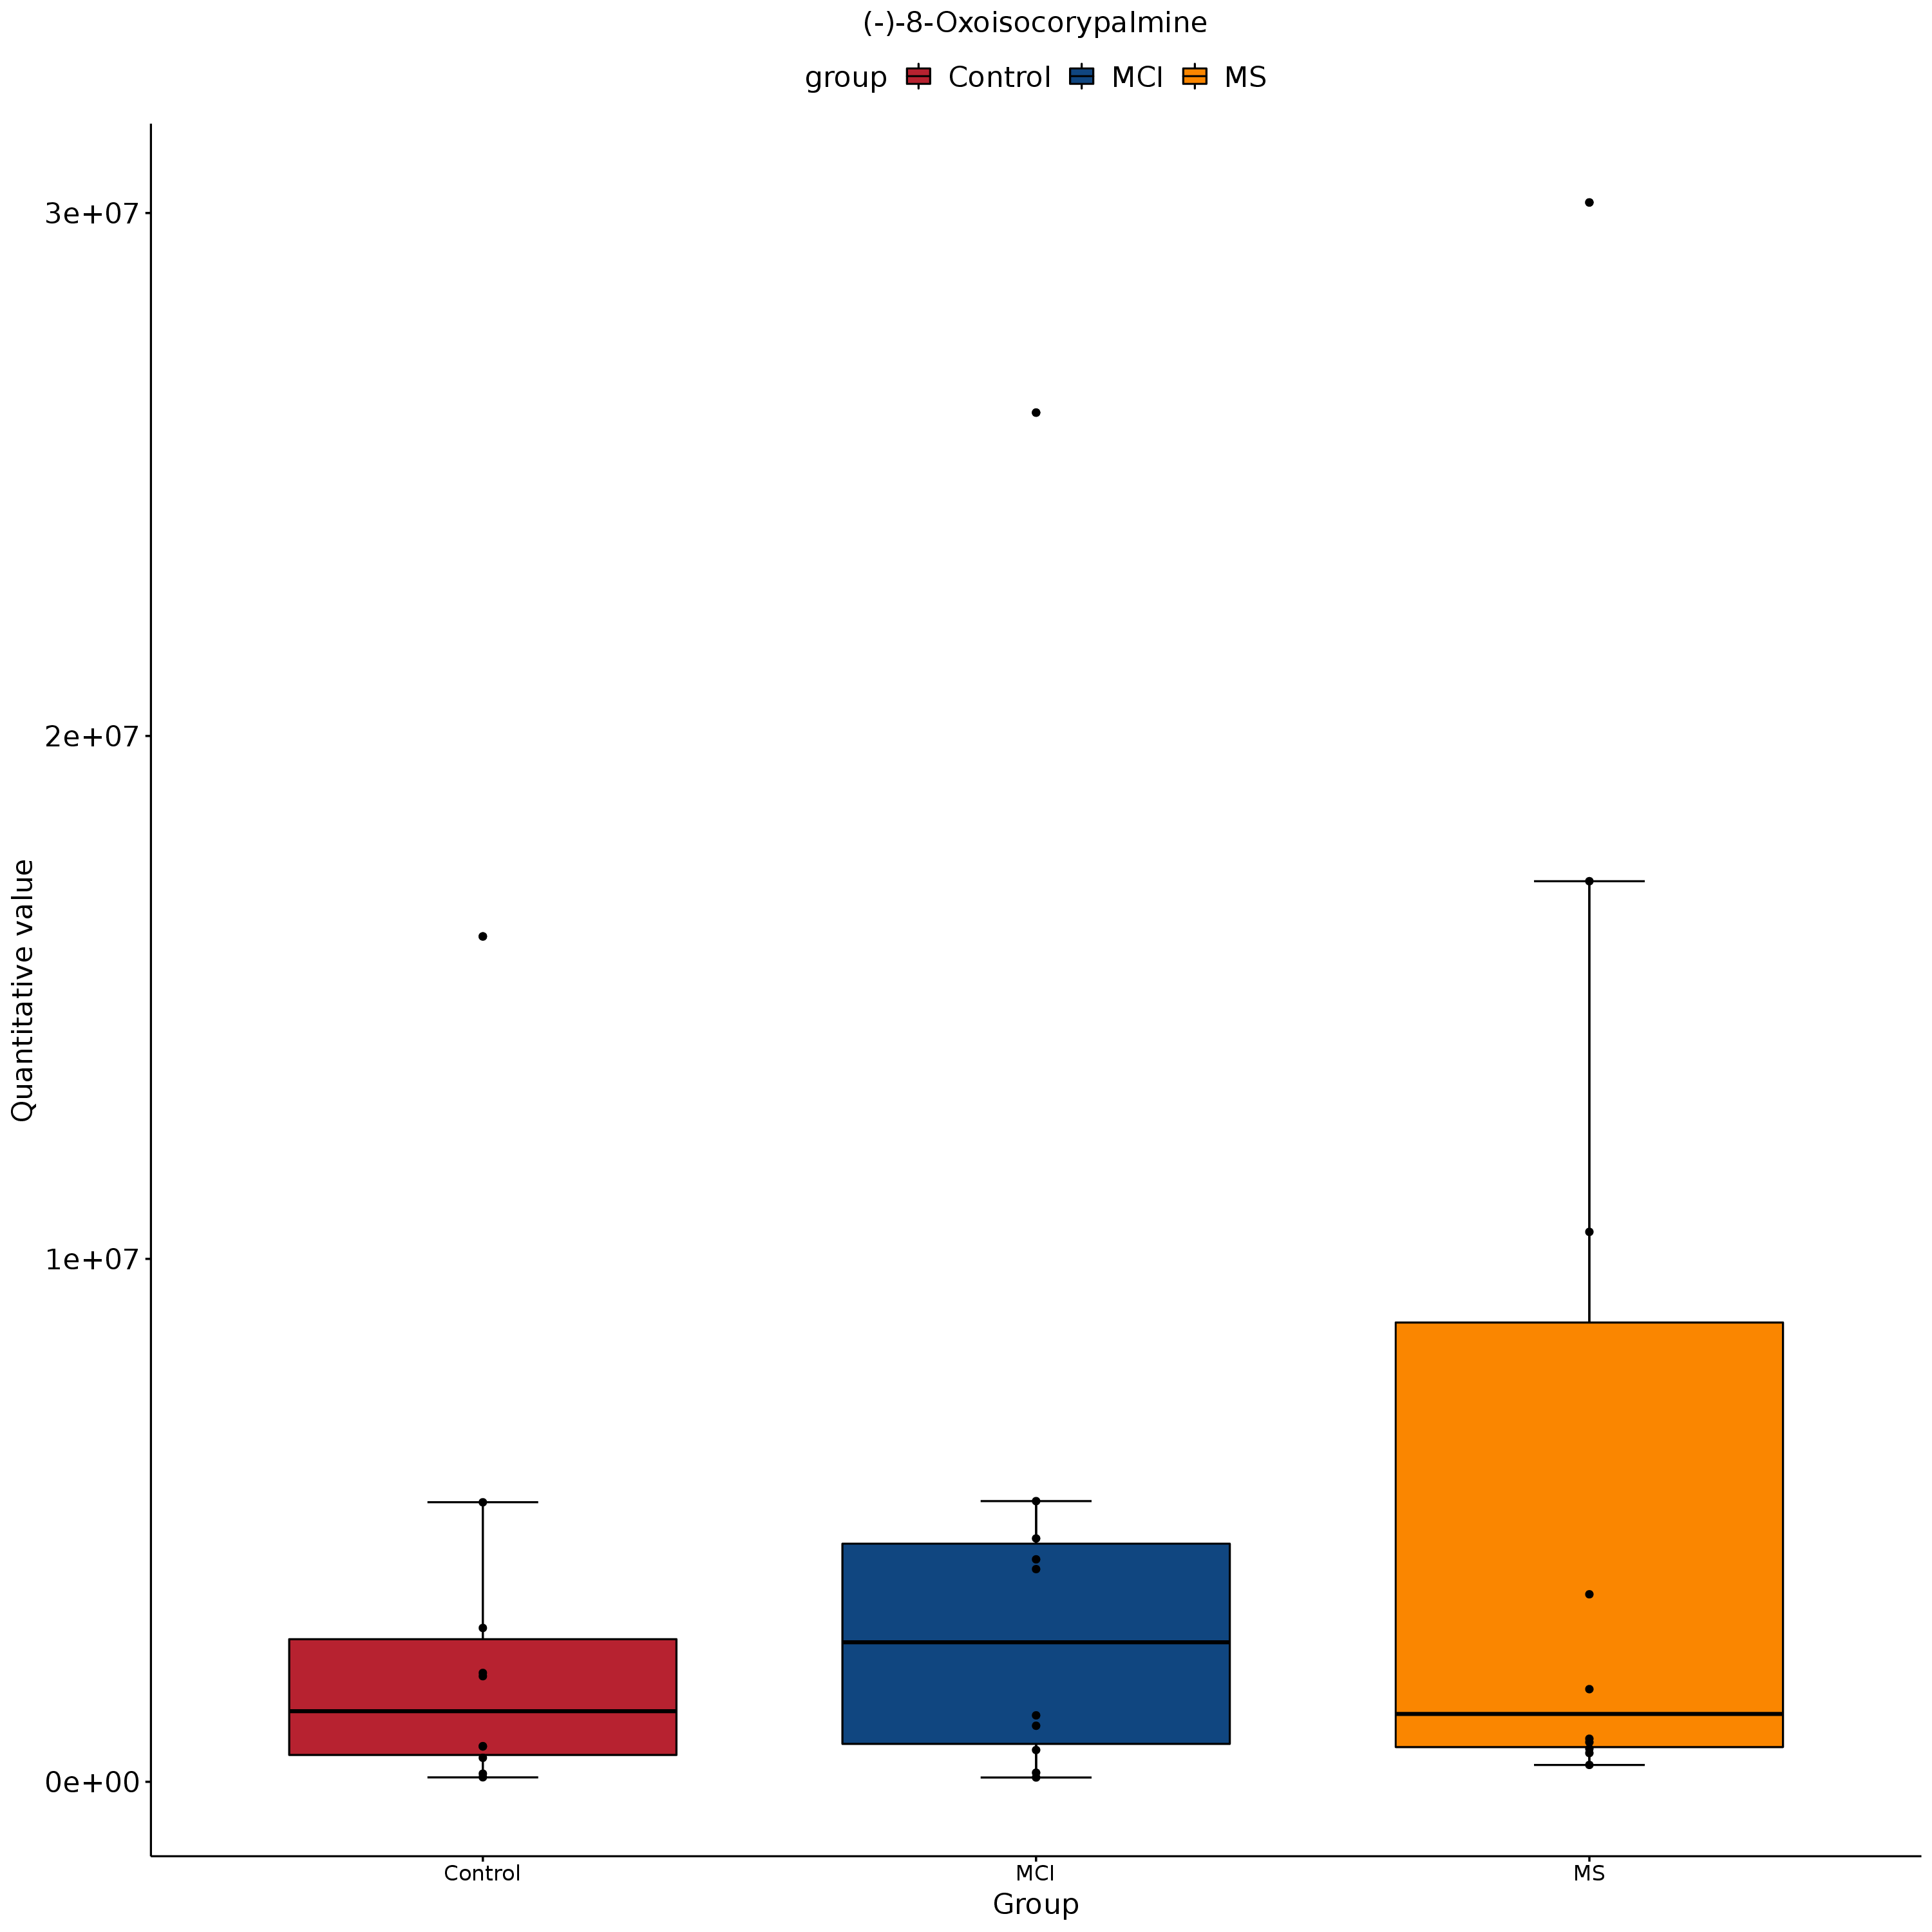 (-)-8-Oxoisocorypalmine
group Control MCI MS
3e+07
2e+07
1e+07
0e+00
Quantitative value
Control MCI MS
Group